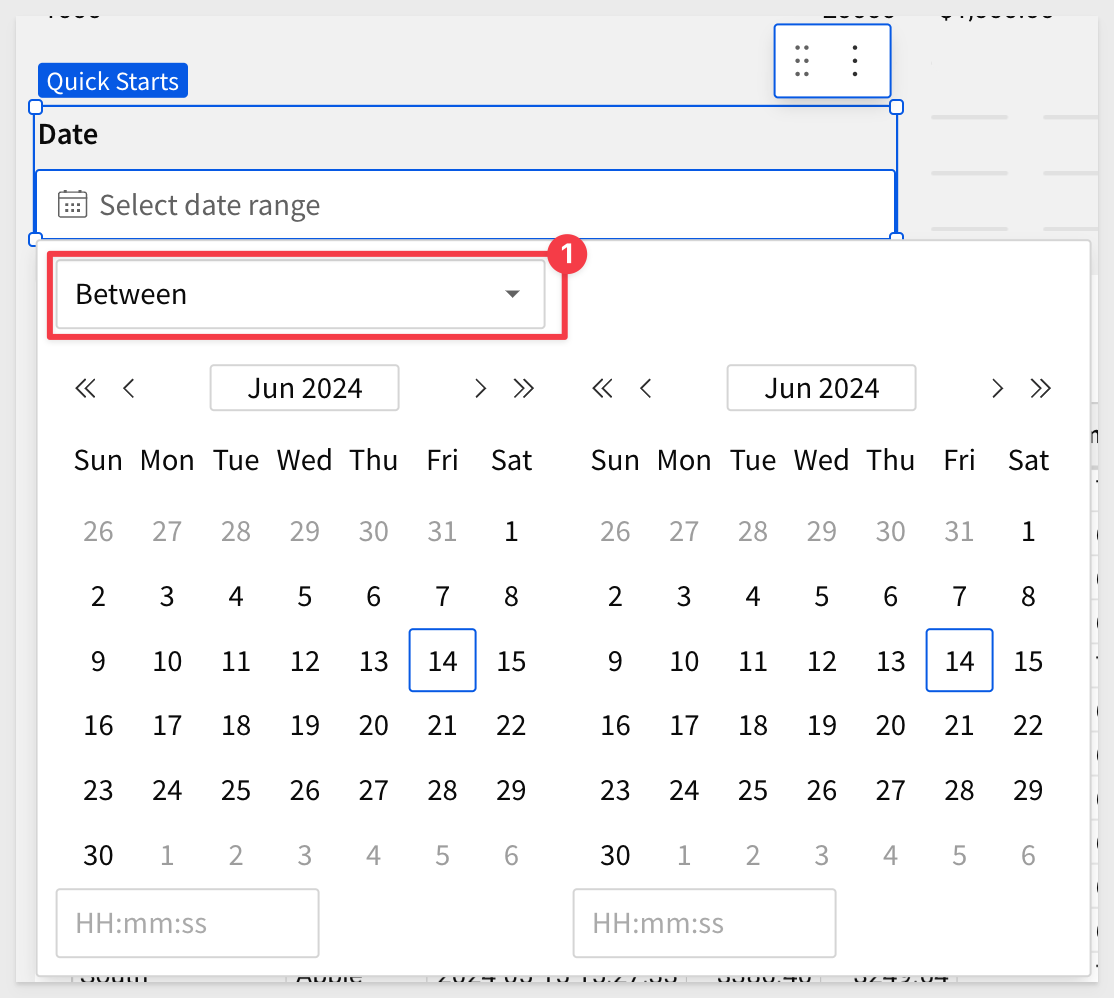 Quick Starts
Date
Select date range
1
Between
Jun 2024 Jun 2024
Sun Mon Tue Wed Thu Fri Sat Sun Mon Tue Wed Thu Fri Sat
26 27 28 29 30 31 1 26 27 28 29 30 31 1
2 3 4 5 6 7 8 2 3 4 5 6 7 8
9 10 11 12 13 14 15 9 10 11 12 13 14 15
16 17 18 19 20 21 22 16 17 18 19 20 21 22
23 24 25 26 27 28 29 23 24 25 26 27 28 29
30 1 2 3 4 5 6 30 1 2 3 4 5 6
HH:mm:ss HH:mm:ss
South Apple